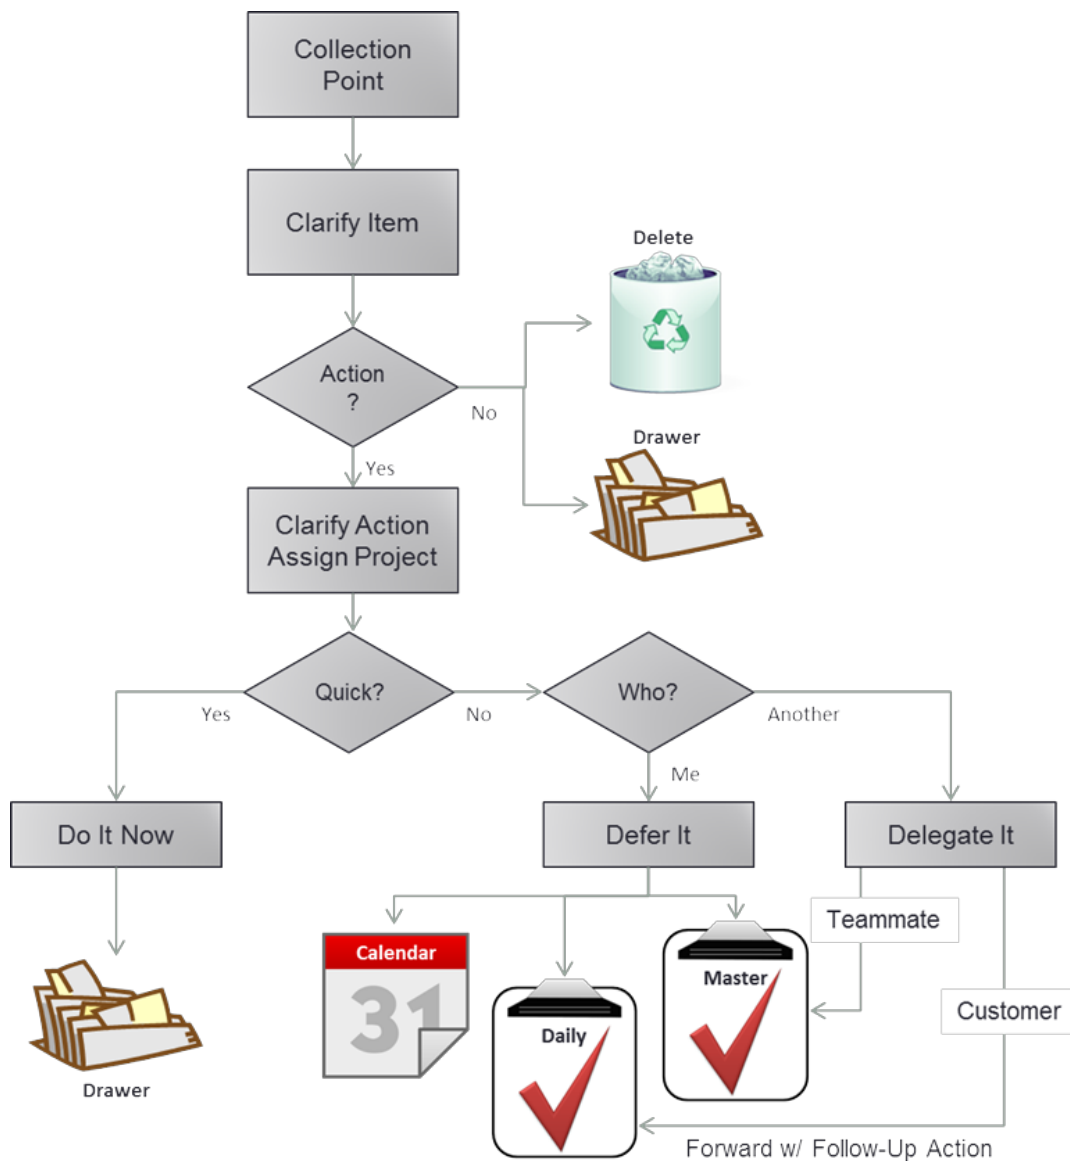 Collection
Point
Clarify Item
Delete
Action
?
No
Drawer
Yes
Clarify Action
Assign Project
Quick?
Who?
Yes
No
Another
Me
Do It Now
Defer It
Delegate It
Teammate
Calendar
31
Master
Customer
Daily
Drawer
Forward w/ Follow-Up Action